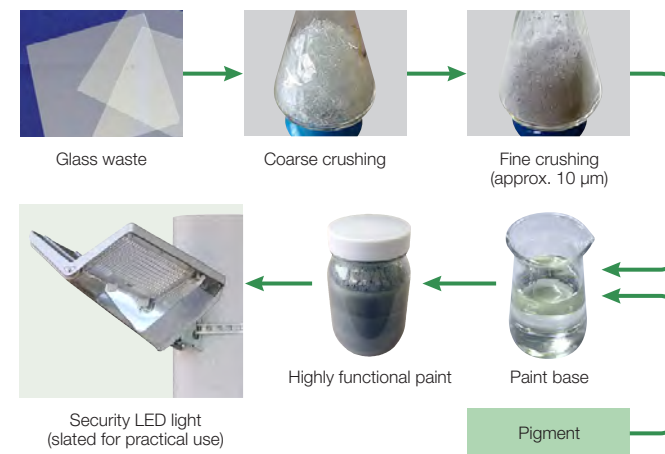 Glass waste
Coarse crushing
Fine crushing
(approx. 10 µm)
Highly functional paint
Paint base
Security LED light
(slated for practical use)
Pigment